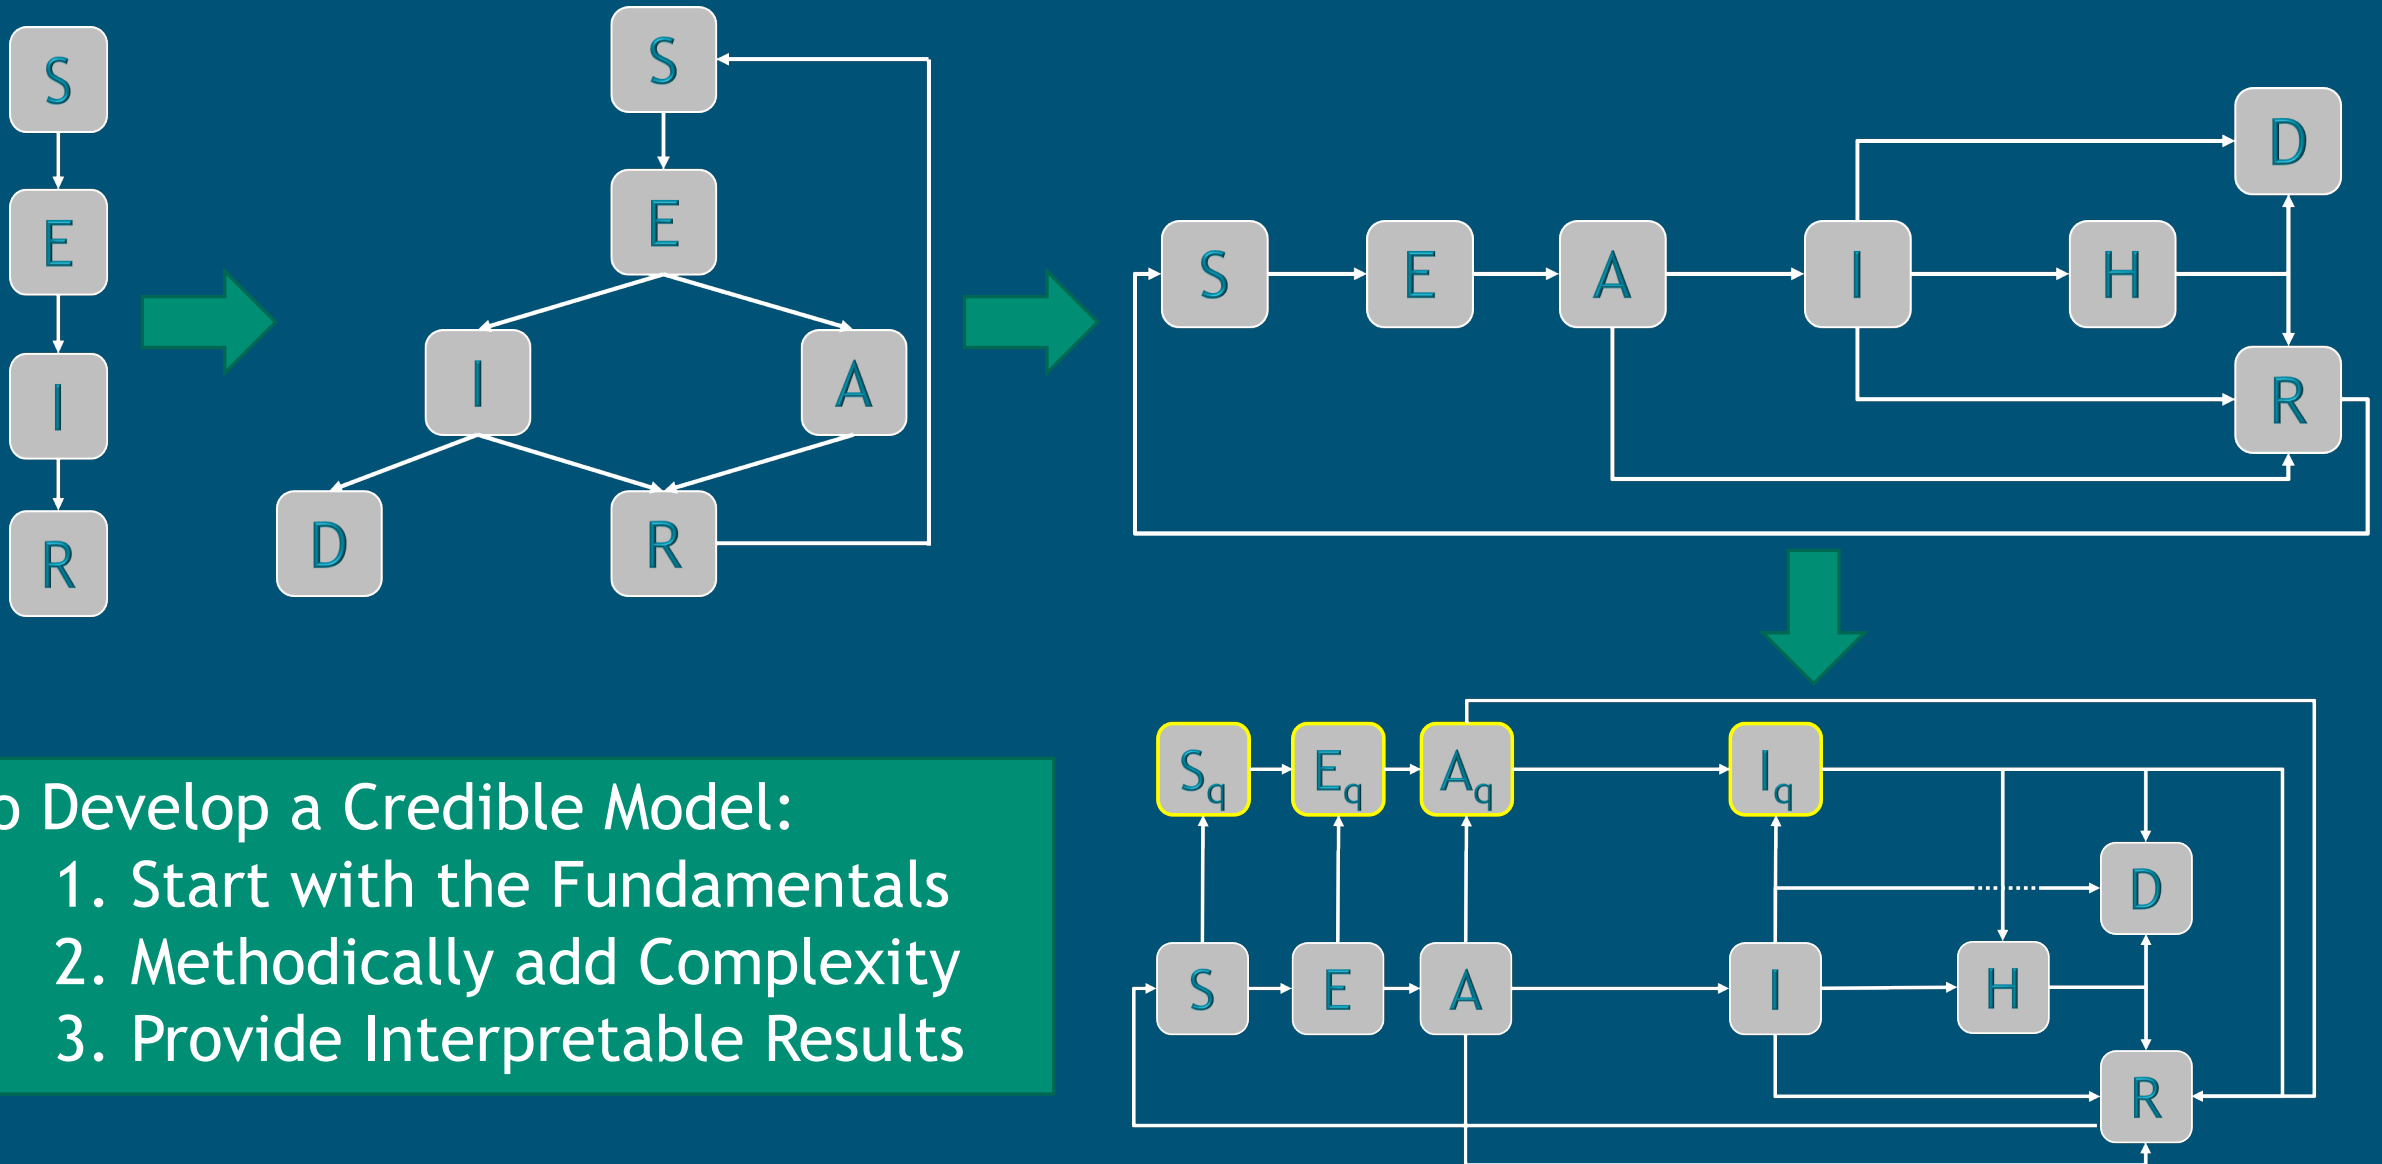 S
E
I
R
S
E
I
A
D
R
S
E
A
I
H
D
R
Develop a Credible Model:
1. Start with the Fundamentals
2. Methodically add Complexity
3. Provide Interpretable Results
Sq
Eq
Aq
Iq
D
S
E
A
I
H
R